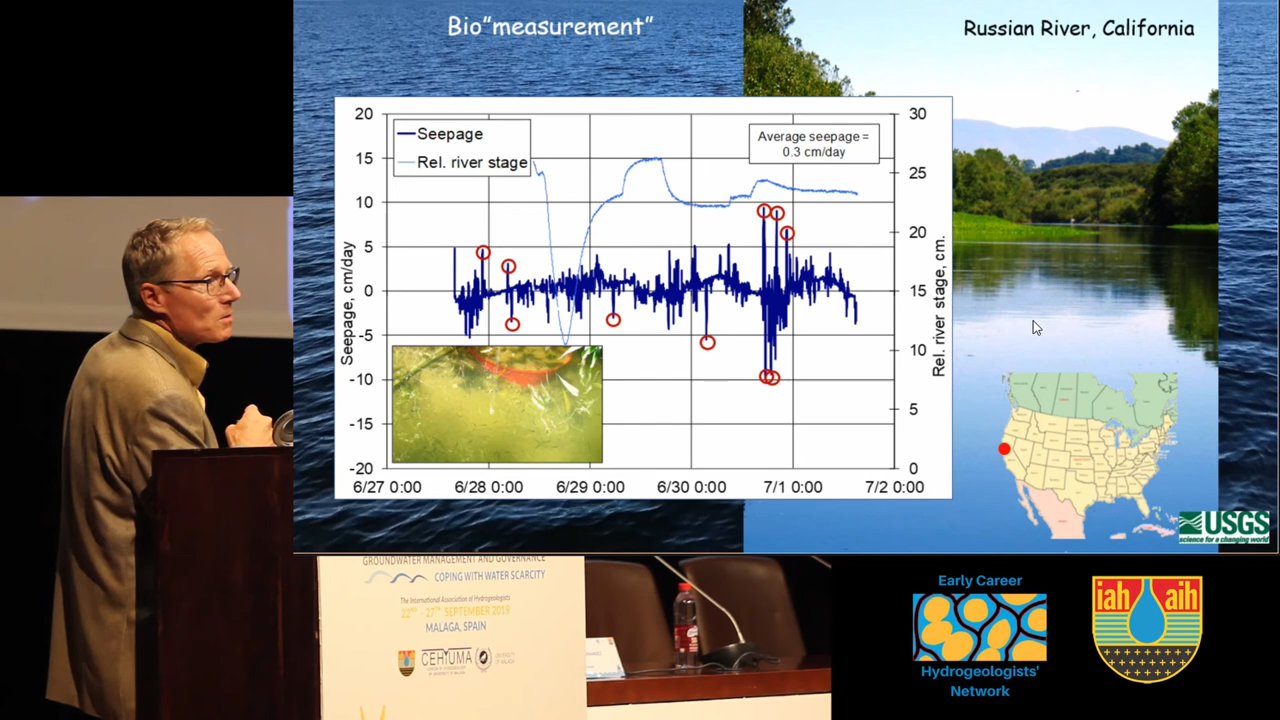 Bio“measurement”
Russian River, California
20
15
10
5
0
-5
-10
-15
-20
Seepage, cm/day
Seepage
Rel. river stage
Average seepage =
0.3 cm/day
30
25
20
15
10
5
0
Rel. river stage, cm.
6/27 0:00
6/28 0:00
6/29 0:00
6/30 0:00
7/1 0:00
7/2 0:00
USGS
science for a changing world
GROUNDWATER MANAGEMENT AND GOVERNANCE
COPING WITH WATER SCARCITY
The International Association of Hydrogeologists
22ND - 27TH SEPTEMBER 2019
MALAGA, SPAIN
CEHIUMA
Early Career
Hydrogeologists'
Network
iah aih